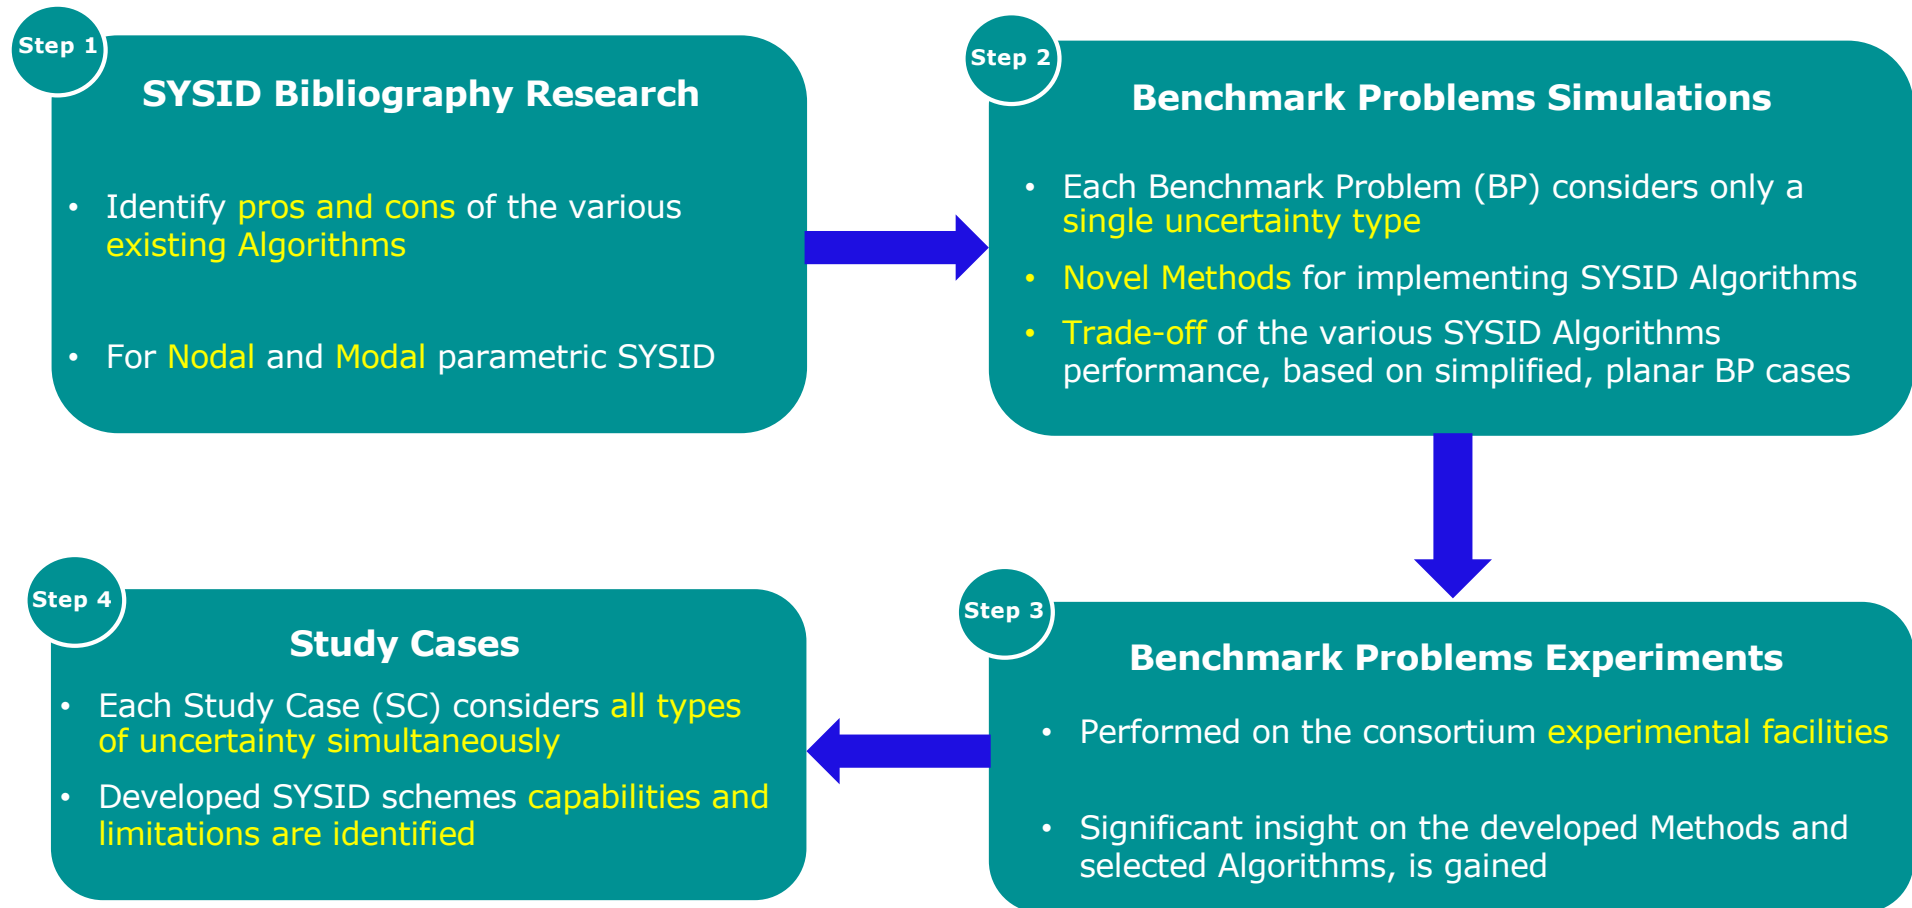 Step 1
SYSID Bibliography Research
• Identify pros and cons of the various
existing Algorithms
• For Nodal and Modal parametric SYSID
Step 2
Benchmark Problems Simulations
• Each Benchmark Problem (BP) considers only a
single uncertainty type
• Novel Methods for implementing SYSID Algorithms
• Trade-off of the various SYSID Algorithms
performance, based on simplified, planar BP cases
Step 3
Benchmark Problems Experiments
• Performed on the consortium experimental facilities
• Significant insight on the developed Methods and
selected Algorithms, is gained
Step 4
Study Cases
• Each Study Case (SC) considers all types
of uncertainty simultaneously
• Developed SYSID schemes capabilities and
limitations are identified